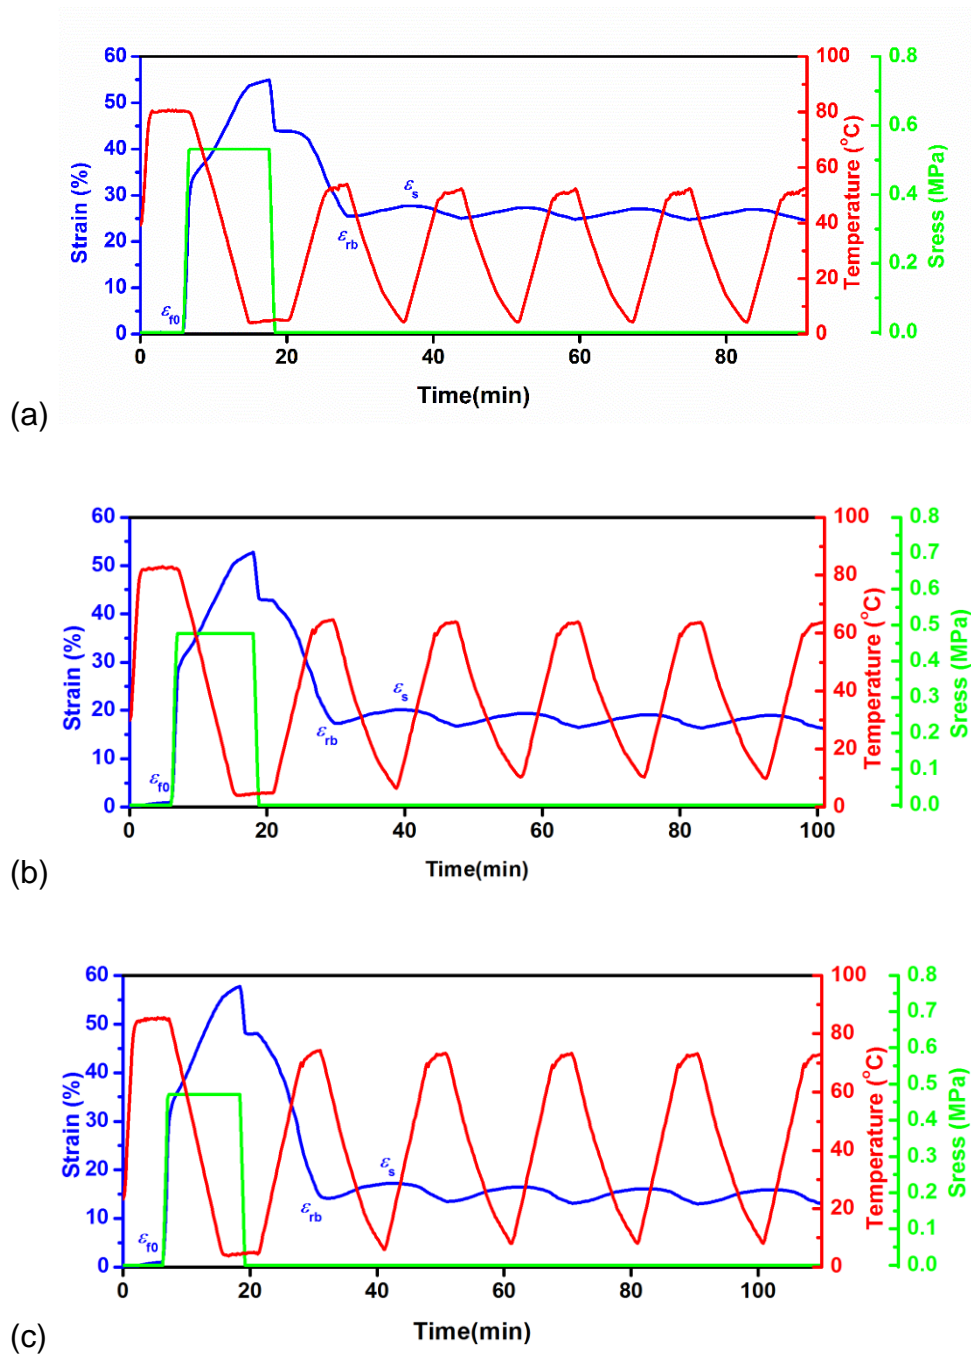 60
50
40
30
20
10
0
Strain (%)
εf0
εrb
εs
100
80
60
40
20
0
Temperature (°C)
0.8
0.6
0.4
0.2
0.0
Sress (MPa)
0 20 40 60 80
Time(min)
(a)
60
50
40
30
20
10
0
Strain (%)
εf0
εrb
εs
100
80
60
40
20
0
Temperature (°C)
0.8
0.7
0.6
0.5
0.4
0.3
0.2
0.1
0.0
Sress (MPa)
0 20 40 60 80 100
Time(min)
(b)
60
50
40
30
20
10
0
Strain (%)
εf0
εrb
εs
100
80
60
40
20
0
Temperature (°C)
0.8
0.7
0.6
0.5
0.4
0.3
0.2
0.1
0.0
Sress (MPa)
0 20 40 60 80 100
Time(min)
(c)